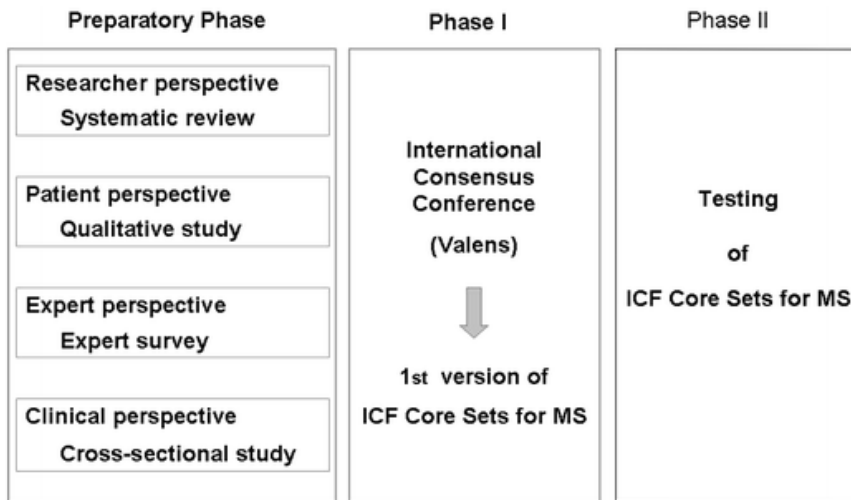 Preparatory Phase
Researcher perspective
Systematic review
Patient perspective
Qualitative study
Expert perspective
Expert survey
Clinical perspective
Cross-sectional study
Phase I
International
Consensus
Conference
(Valens)
1st version of
ICF Core Sets for MS
Phase II
Testing
of
ICF Core Sets for MS